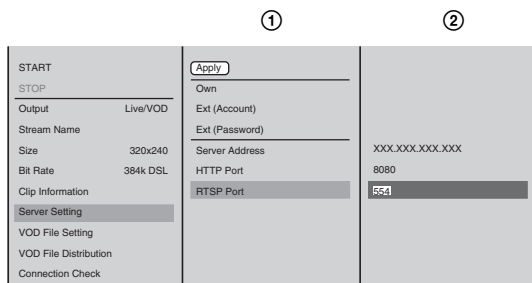 ① ②
START
STOP
Output Live/VOD
Stream Name
Size 320x240
Bit Rate 384k DSL
Clip Information
Server Setting
VOD File Setting
VOD File Distribution
Connection Check
Apply
Own
Ext (Account)
Ext (Password)
Server Address
HTTP Port
RTSP Port
XXX.XXX.XXX.XXX
8080
554